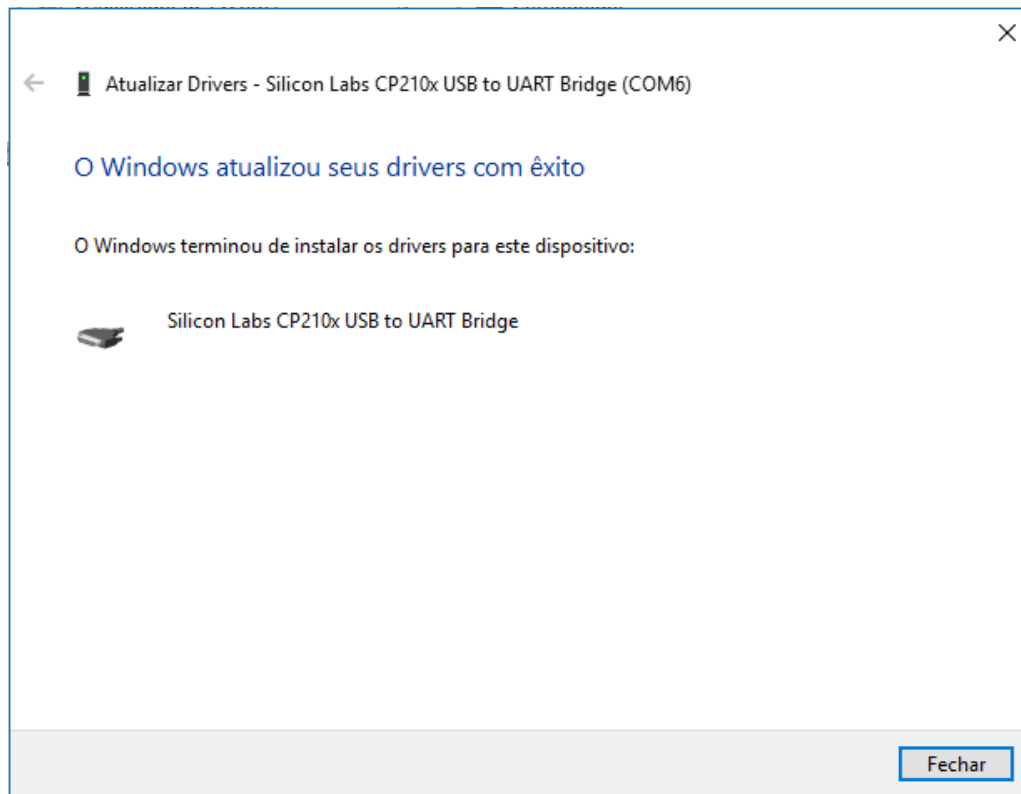 Atualizar Drivers - Silicon Labs CP210x USB to UART Bridge (COM6)
O Windows atualizou seus drivers com êxito
O Windows terminou de instalar os drivers para este dispositivo:
Silicon Labs CP210x USB to UART Bridge
Fechar